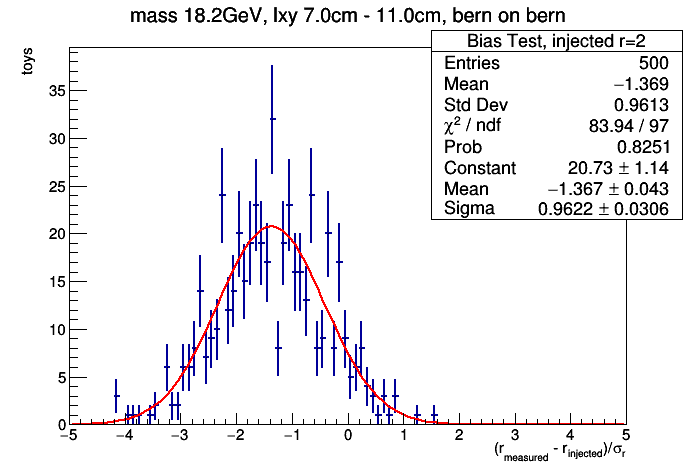 mass 18.2GeV, lxy 7.0cm - 11.0cm, bern on bern
toys
Bias Test, injected r=2
Entries 500
Mean −1.369
Std Dev 0.9613
χ² / ndf 83.94 / 97
Prob 0.8251
Constant 20.73 ± 1.14
Mean −1.367 ± 0.043
Sigma 0.9622 ± 0.0306
35
30
25
20
15
10
5
0
−5 −4 −3 −2 −1 0 1 2 3 4 5
(r_measured - r_injected)/σ_r